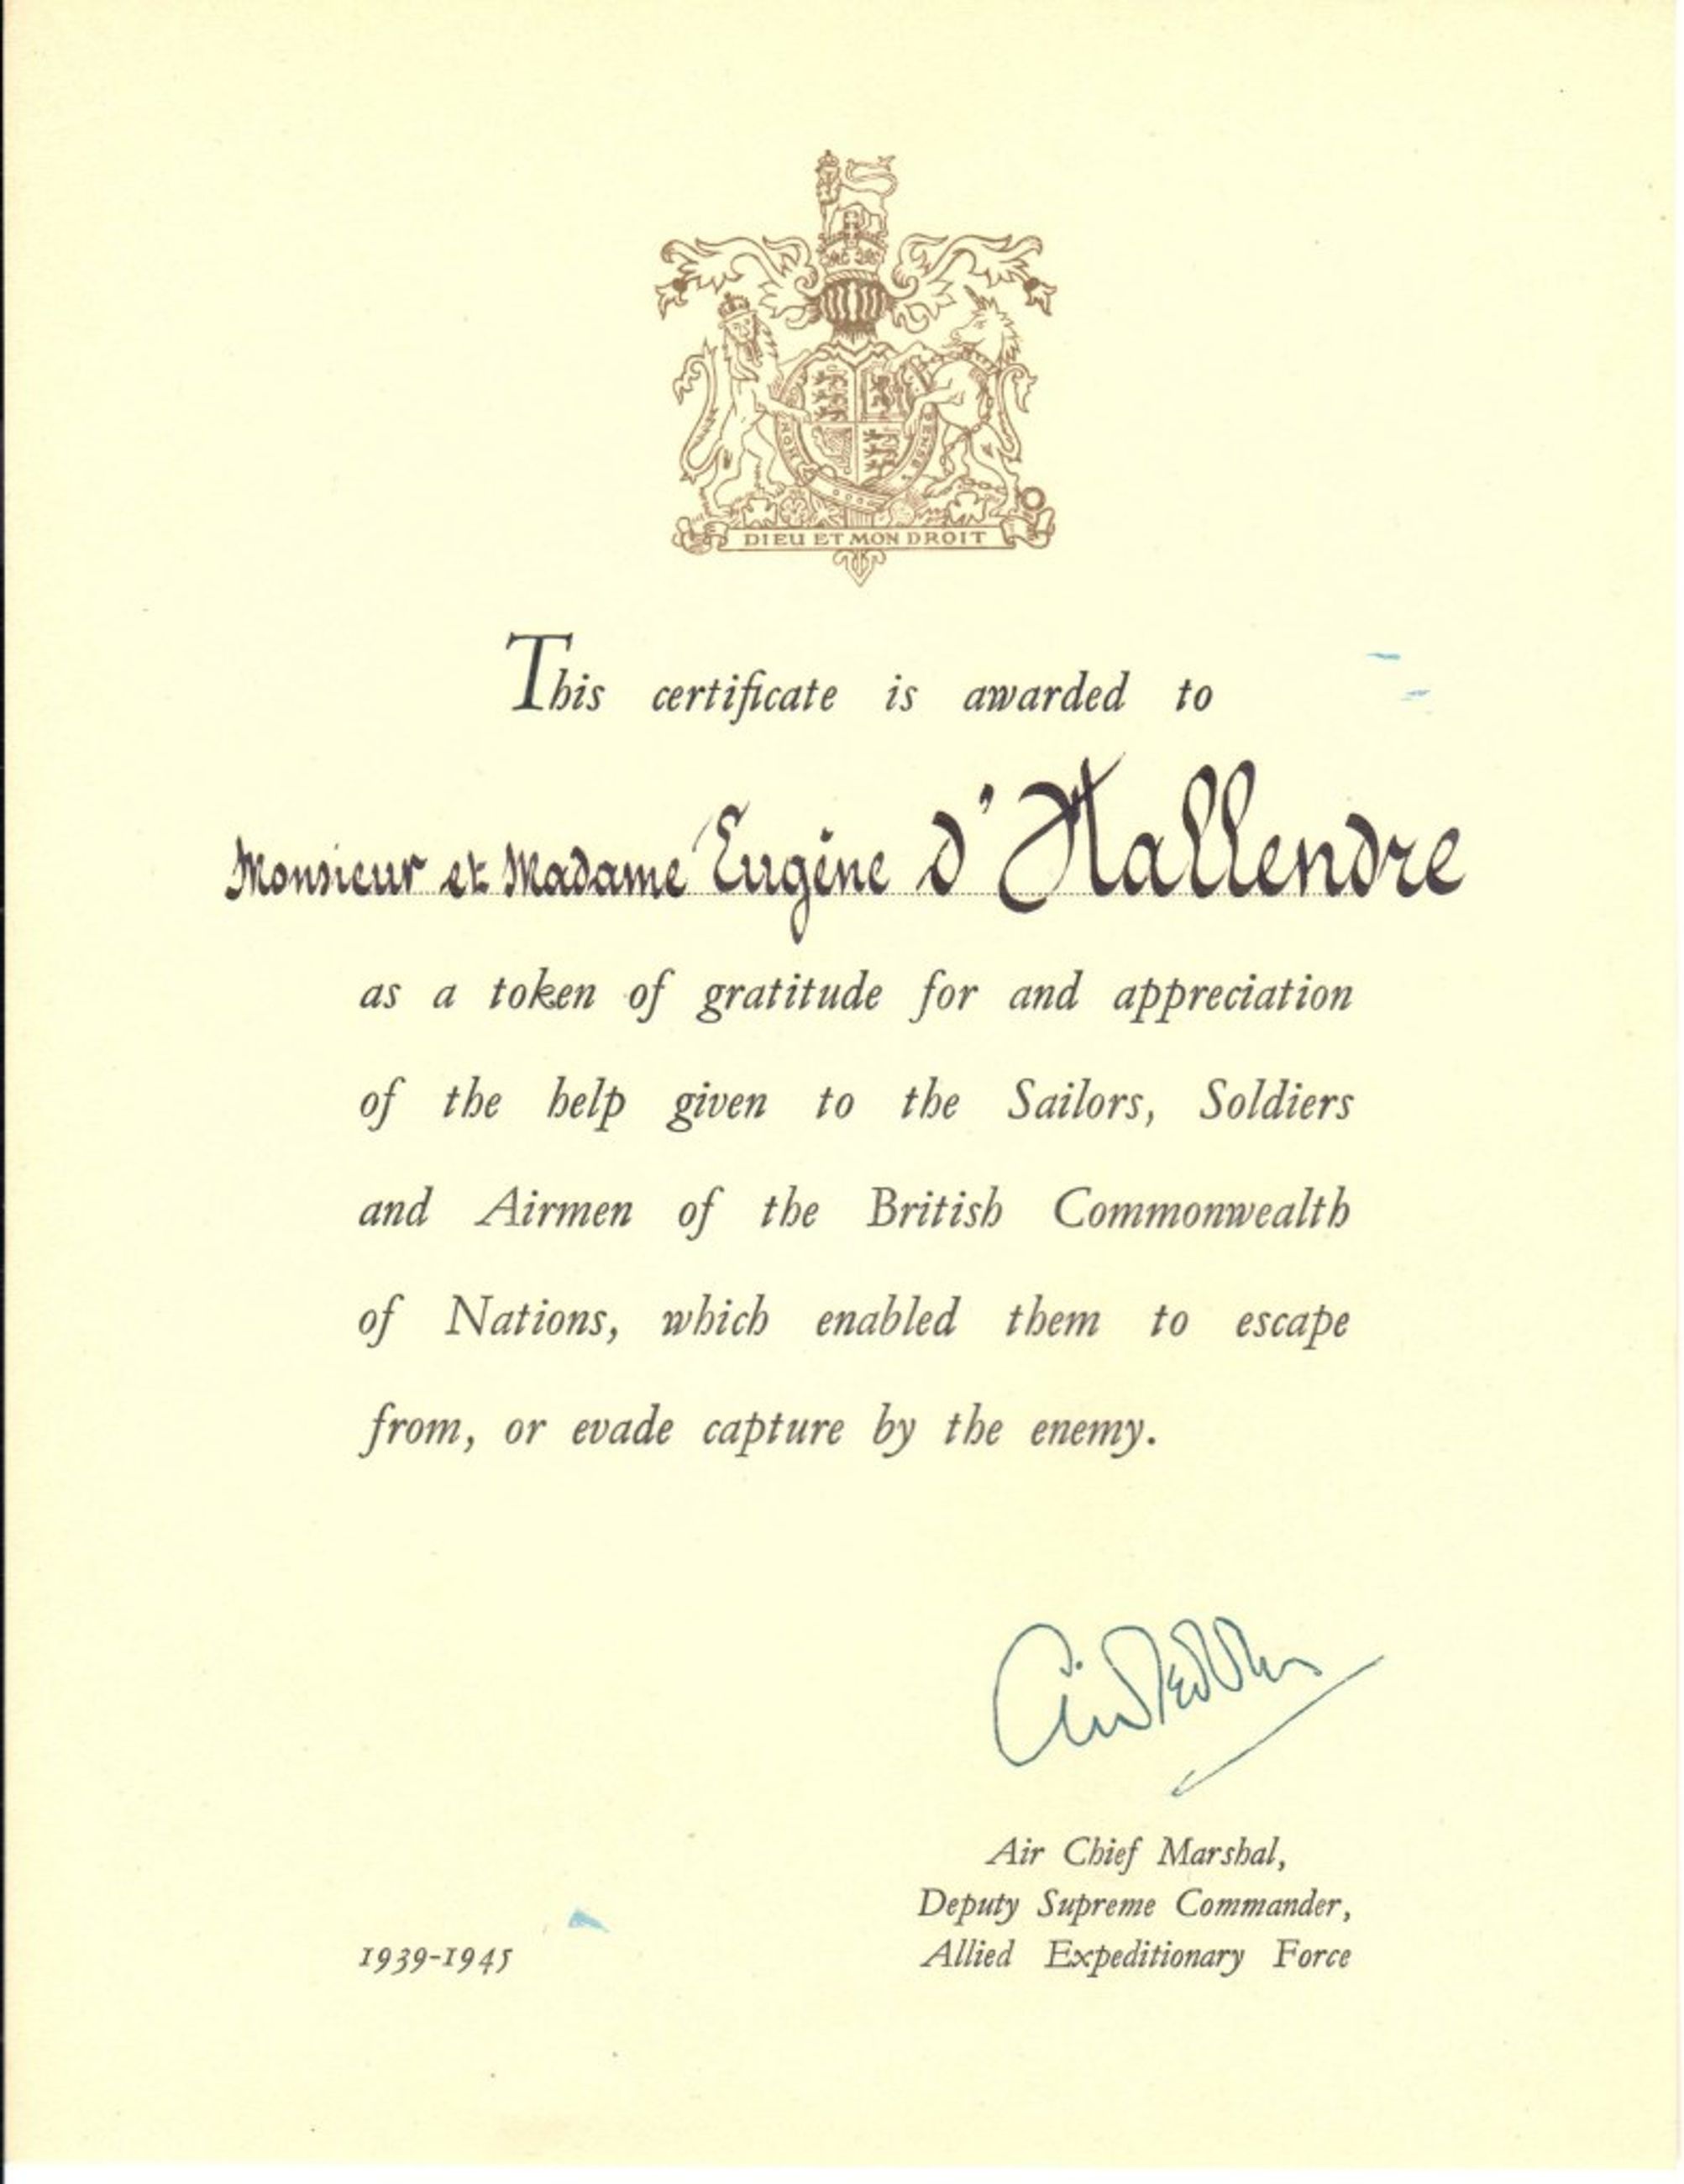 HONI
PENSE
DIEU ET MON DROIT
This certificate is awarded to
Monsieur et Madame Eugène d'Hallendre
as a token of gratitude for and appreciation
of the help given to the Sailors, Soldiers
and Airmen of the British Commonwealth
of Nations, which enabled them to escape
from, or evade capture by the enemy.
Air Chief Marshal,
Deputy Supreme Commander,
1939-1945
Allied Expeditionary Force